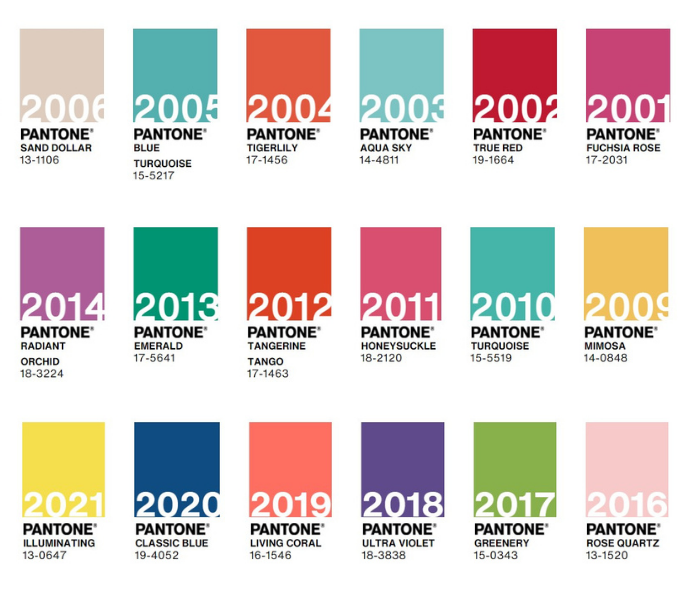 2006
PANTONE®
SAND DOLLAR
13-1106
2005
PANTONE®
BLUE
TURQUOISE
15-5217
2004
PANTONE®
TIGERLILY
17-1456
2003
PANTONE®
AQUA SKY
14-4811
2002
PANTONE®
TRUE RED
19-1664
2001
PANTONE®
FUCHSIA ROSE
17-2031
2014
PANTONE®
RADIANT
ORCHID
18-3224
2013
PANTONE®
EMERALD
17-5641
2012
PANTONE®
TANGERINE
TANGO
17-1463
2011
PANTONE®
HONEYSUCKLE
18-2120
2010
PANTONE®
TURQUOISE
15-5519
2009
PANTONE®
MIMOSA
14-0848
2021
PANTONE®
ILLUMINATING
13-0647
2020
PANTONE®
CLASSIC BLUE
19-4052
2019
PANTONE®
LIVING CORAL
16-1546
2018
PANTONE®
ULTRA VIOLET
18-3838
2017
PANTONE®
GREENERY
15-0343
2016
PANTONE®
ROSE QUARTZ
13-1520